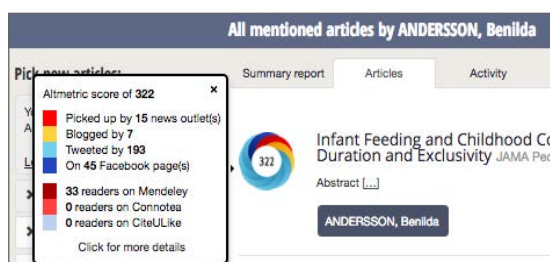 All mentioned articles by ANDERSSON, Benilda
Pick new articles:
Summary report
Articles
Activity
Altmetric score of 322
×
Picked up by 15 news outlet(s)
Blogged by 7
Tweeted by 193
On 45 Facebook page(s)
33 readers on Mendeley
0 readers on Connotea
0 readers on CiteULike
Click for more details
322
Infant Feeding and Childhood Co
Duration and Exclusivity JAMA Ped
Abstract [...]
ANDERSSON, Benilda